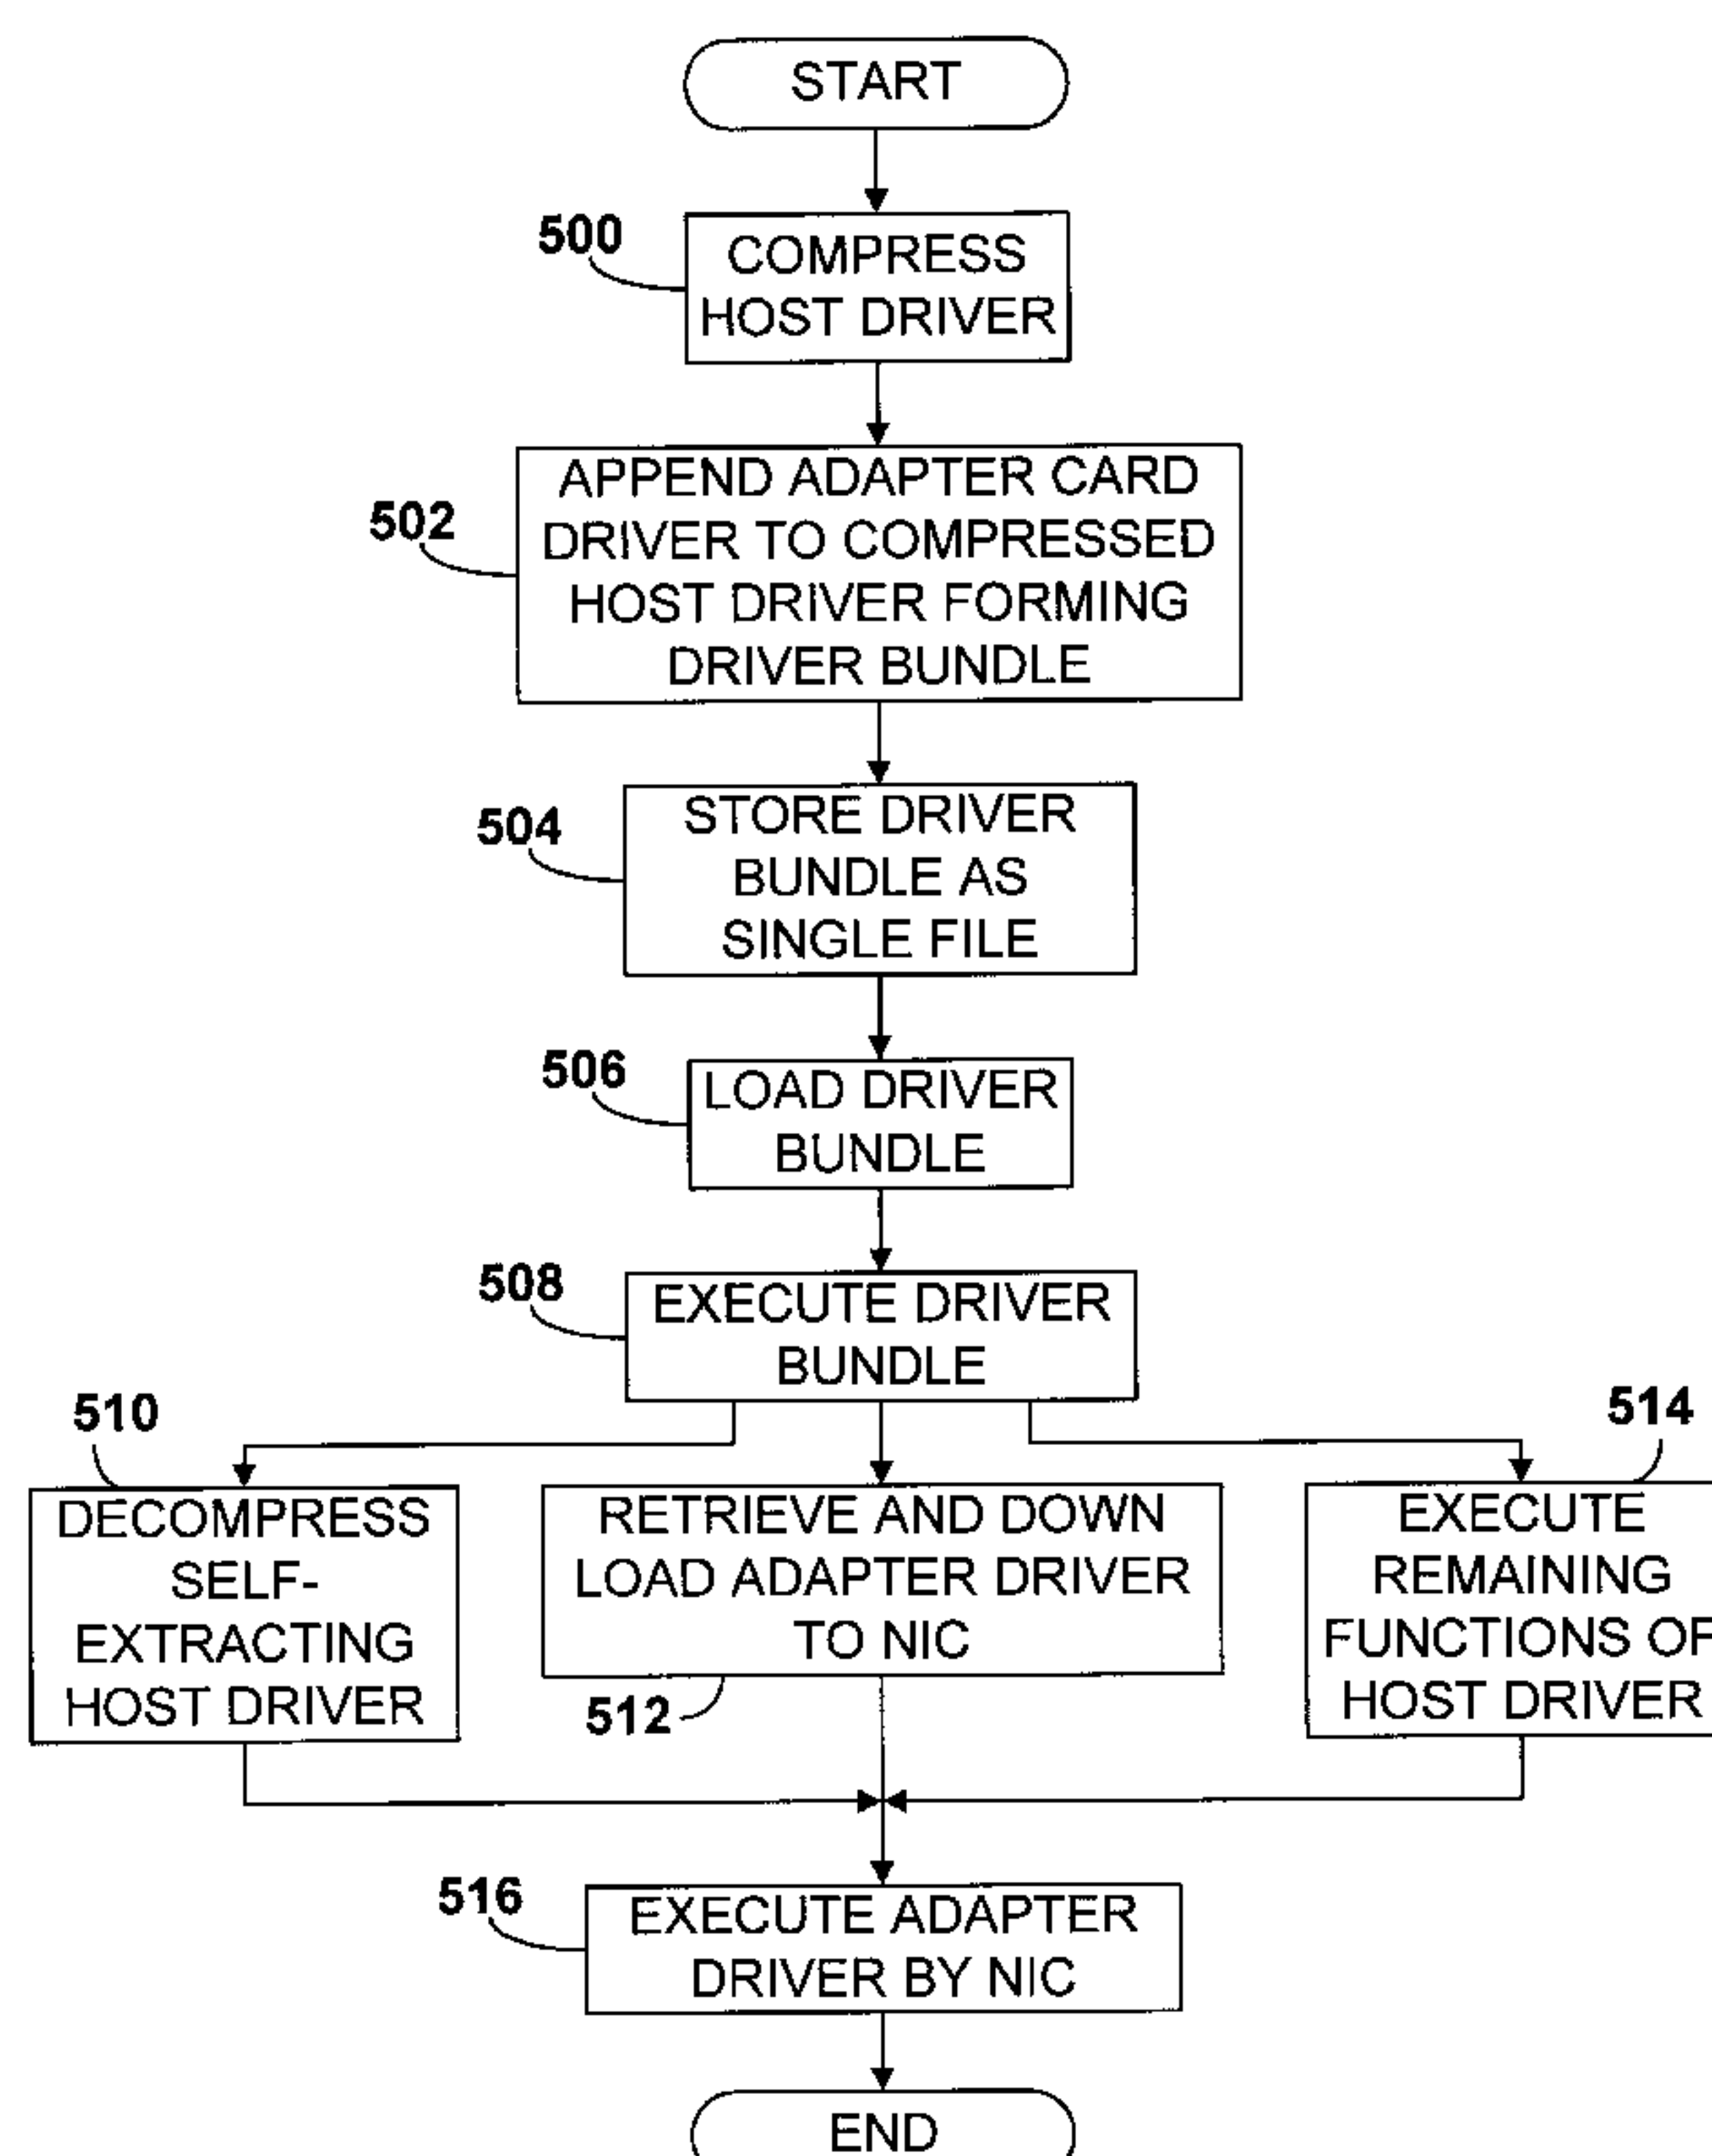 START
500
COMPRESS
HOST DRIVER
502
APPEND ADAPTER CARD
DRIVER TO COMPRESSED
HOST DRIVER FORMING
DRIVER BUNDLE
504
STORE DRIVER
BUNDLE AS
SINGLE FILE
506
LOAD DRIVER
BUNDLE
508
EXECUTE DRIVER
BUNDLE
510
DECOMPRESS
SELF-
EXTRACTING
HOST DRIVER
RETRIEVE AND DOWN
LOAD ADAPTER DRIVER
TO NIC
512
514
EXECUTE
REMAINING
FUNCTIONS OF
HOST DRIVER
516
EXECUTE ADAPTER
DRIVER BY NIC
END